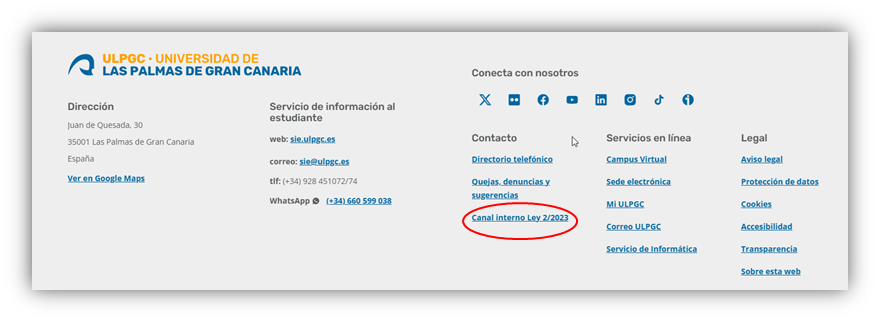 ULPGC · UNIVERSIDAD DE
LAS PALMAS DE GRAN CANARIA
Dirección
Juan de Quesada, 30
35001 Las Palmas de Gran Canaria
España
Ver en Google Maps
Servicio de información al
estudiante
web: sie.ulpgc.es
correo: sie@ulpgc.es
tlf: (+34) 928 451072/74
WhatsApp (+34) 660 599 038
Conecta con nosotros
Contacto
Directorio telefónico
Quejas, denuncias y
sugerencias
Canal interno Ley 2/2023
Servicios en línea
Campus Virtual
Sede electrónica
Mi ULPGC
Correo ULPGC
Servicio de Informática
Legal
Aviso legal
Protección de datos
Cookies
Accesibilidad
Transparencia
Sobre esta web